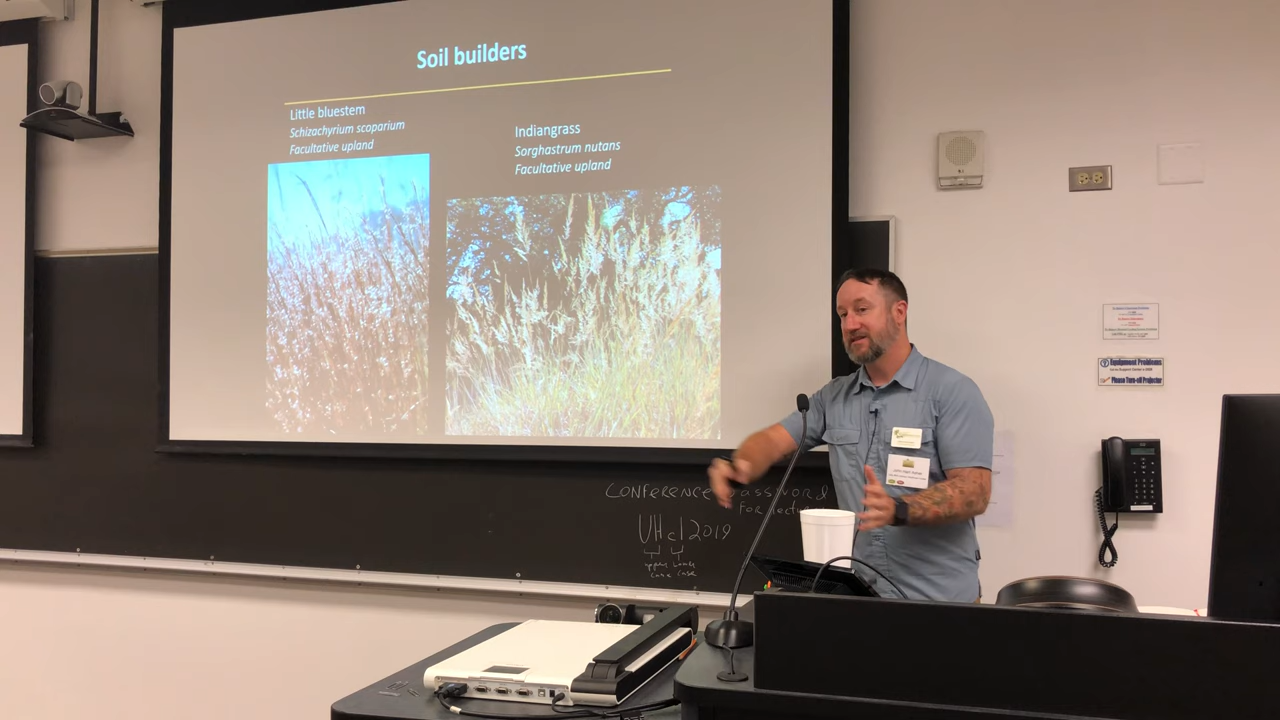 Soil builders
Little bluestem
Schizachyrium scoparium
Facultative upland
Indiangrass
Sorghastrum nutans
Facultative upland
CONFERENCE password
FOR lecture
UHcl2019
upper lower
case case
Equipment Problems
Please Turn-off Projector